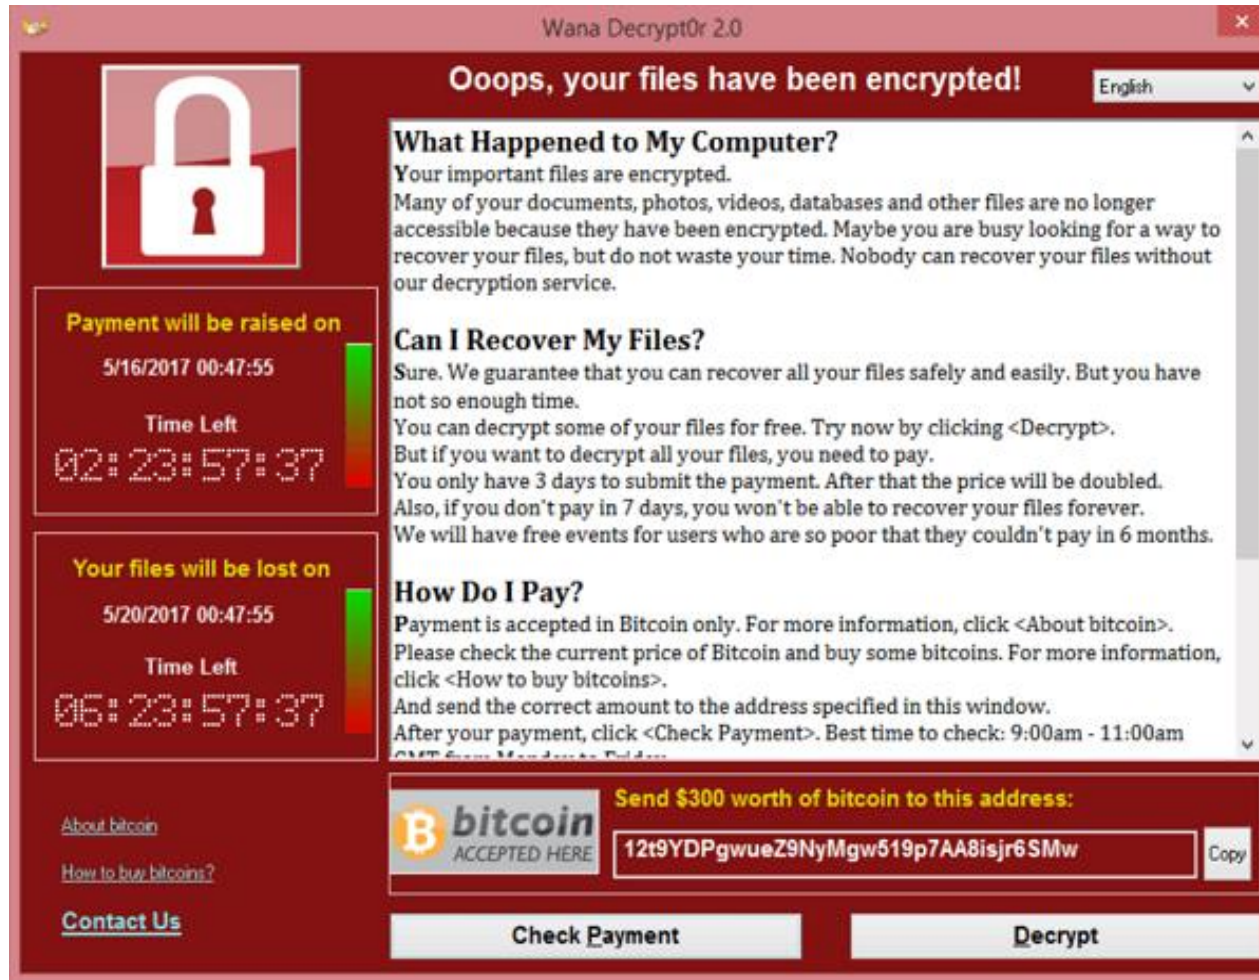 Wana Decrypt0r 2.0
Ooops, your files have been encrypted!
English
What Happened to My Computer?
Your important files are encrypted.
Many of your documents, photos, videos, databases and other files are no longer
accessible because they have been encrypted. Maybe you are busy looking for a way to
recover your files, but do not waste your time. Nobody can recover your files without
our decryption service.
Can I Recover My Files?
Sure. We guarantee that you can recover all your files safely and easily. But you have
not so enough time.
You can decrypt some of your files for free. Try now by clicking <Decrypt>.
But if you want to decrypt all your files, you need to pay.
You only have 3 days to submit the payment. After that the price will be doubled.
Also, if you don't pay in 7 days, you won't be able to recover your files forever.
We will have free events for users who are so poor that they couldn't pay in 6 months.
How Do I Pay?
Payment is accepted in Bitcoin only. For more information, click <About bitcoin>.
Please check the current price of Bitcoin and buy some bitcoins. For more information,
click <How to buy bitcoins>.
And send the correct amount to the address specified in this window.
After your payment, click <Check Payment>. Best time to check: 9:00am - 11:00am
GMT from Monday to Friday
Payment will be raised on
5/16/2017 00:47:55
Time Left
02:23:57:37
Your files will be lost on
5/20/2017 00:47:55
Time Left
06:23:57:37
About bitcoin
How to buy bitcoins?
Contact Us
bitcoin
ACCEPTED HERE
Send $300 worth of bitcoin to this address:
12t9YDPgwueZ9NyMgw519p7AA8isjr6SMw
Copy
Check Payment
Decrypt